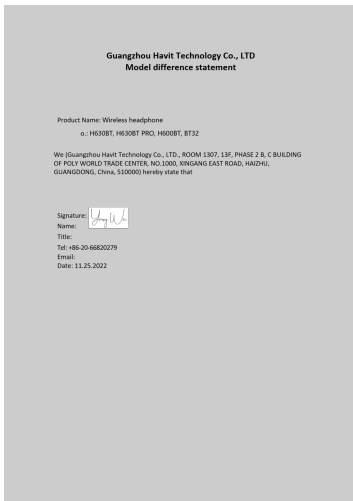 Guangzhou Havit Technology Co., LTD
Model difference statement
Product Name: Wireless headphone
o.: H630BT, H630BT PRO, H600BT, BT32
We (Guangzhou Havit Technology Co., LTD., ROOM 1307, 13F, PHASE 2 B, C BUILDING
OF POLY WORLD TRADE CENTER, NO.1000, XINGANG EAST ROAD, HAIZHU,
GUANGDONG, China, 510000) hereby state that
Signature:
Name:
Title:
Tel: +86-20-66820279
Email:
Date: 11.25.2022